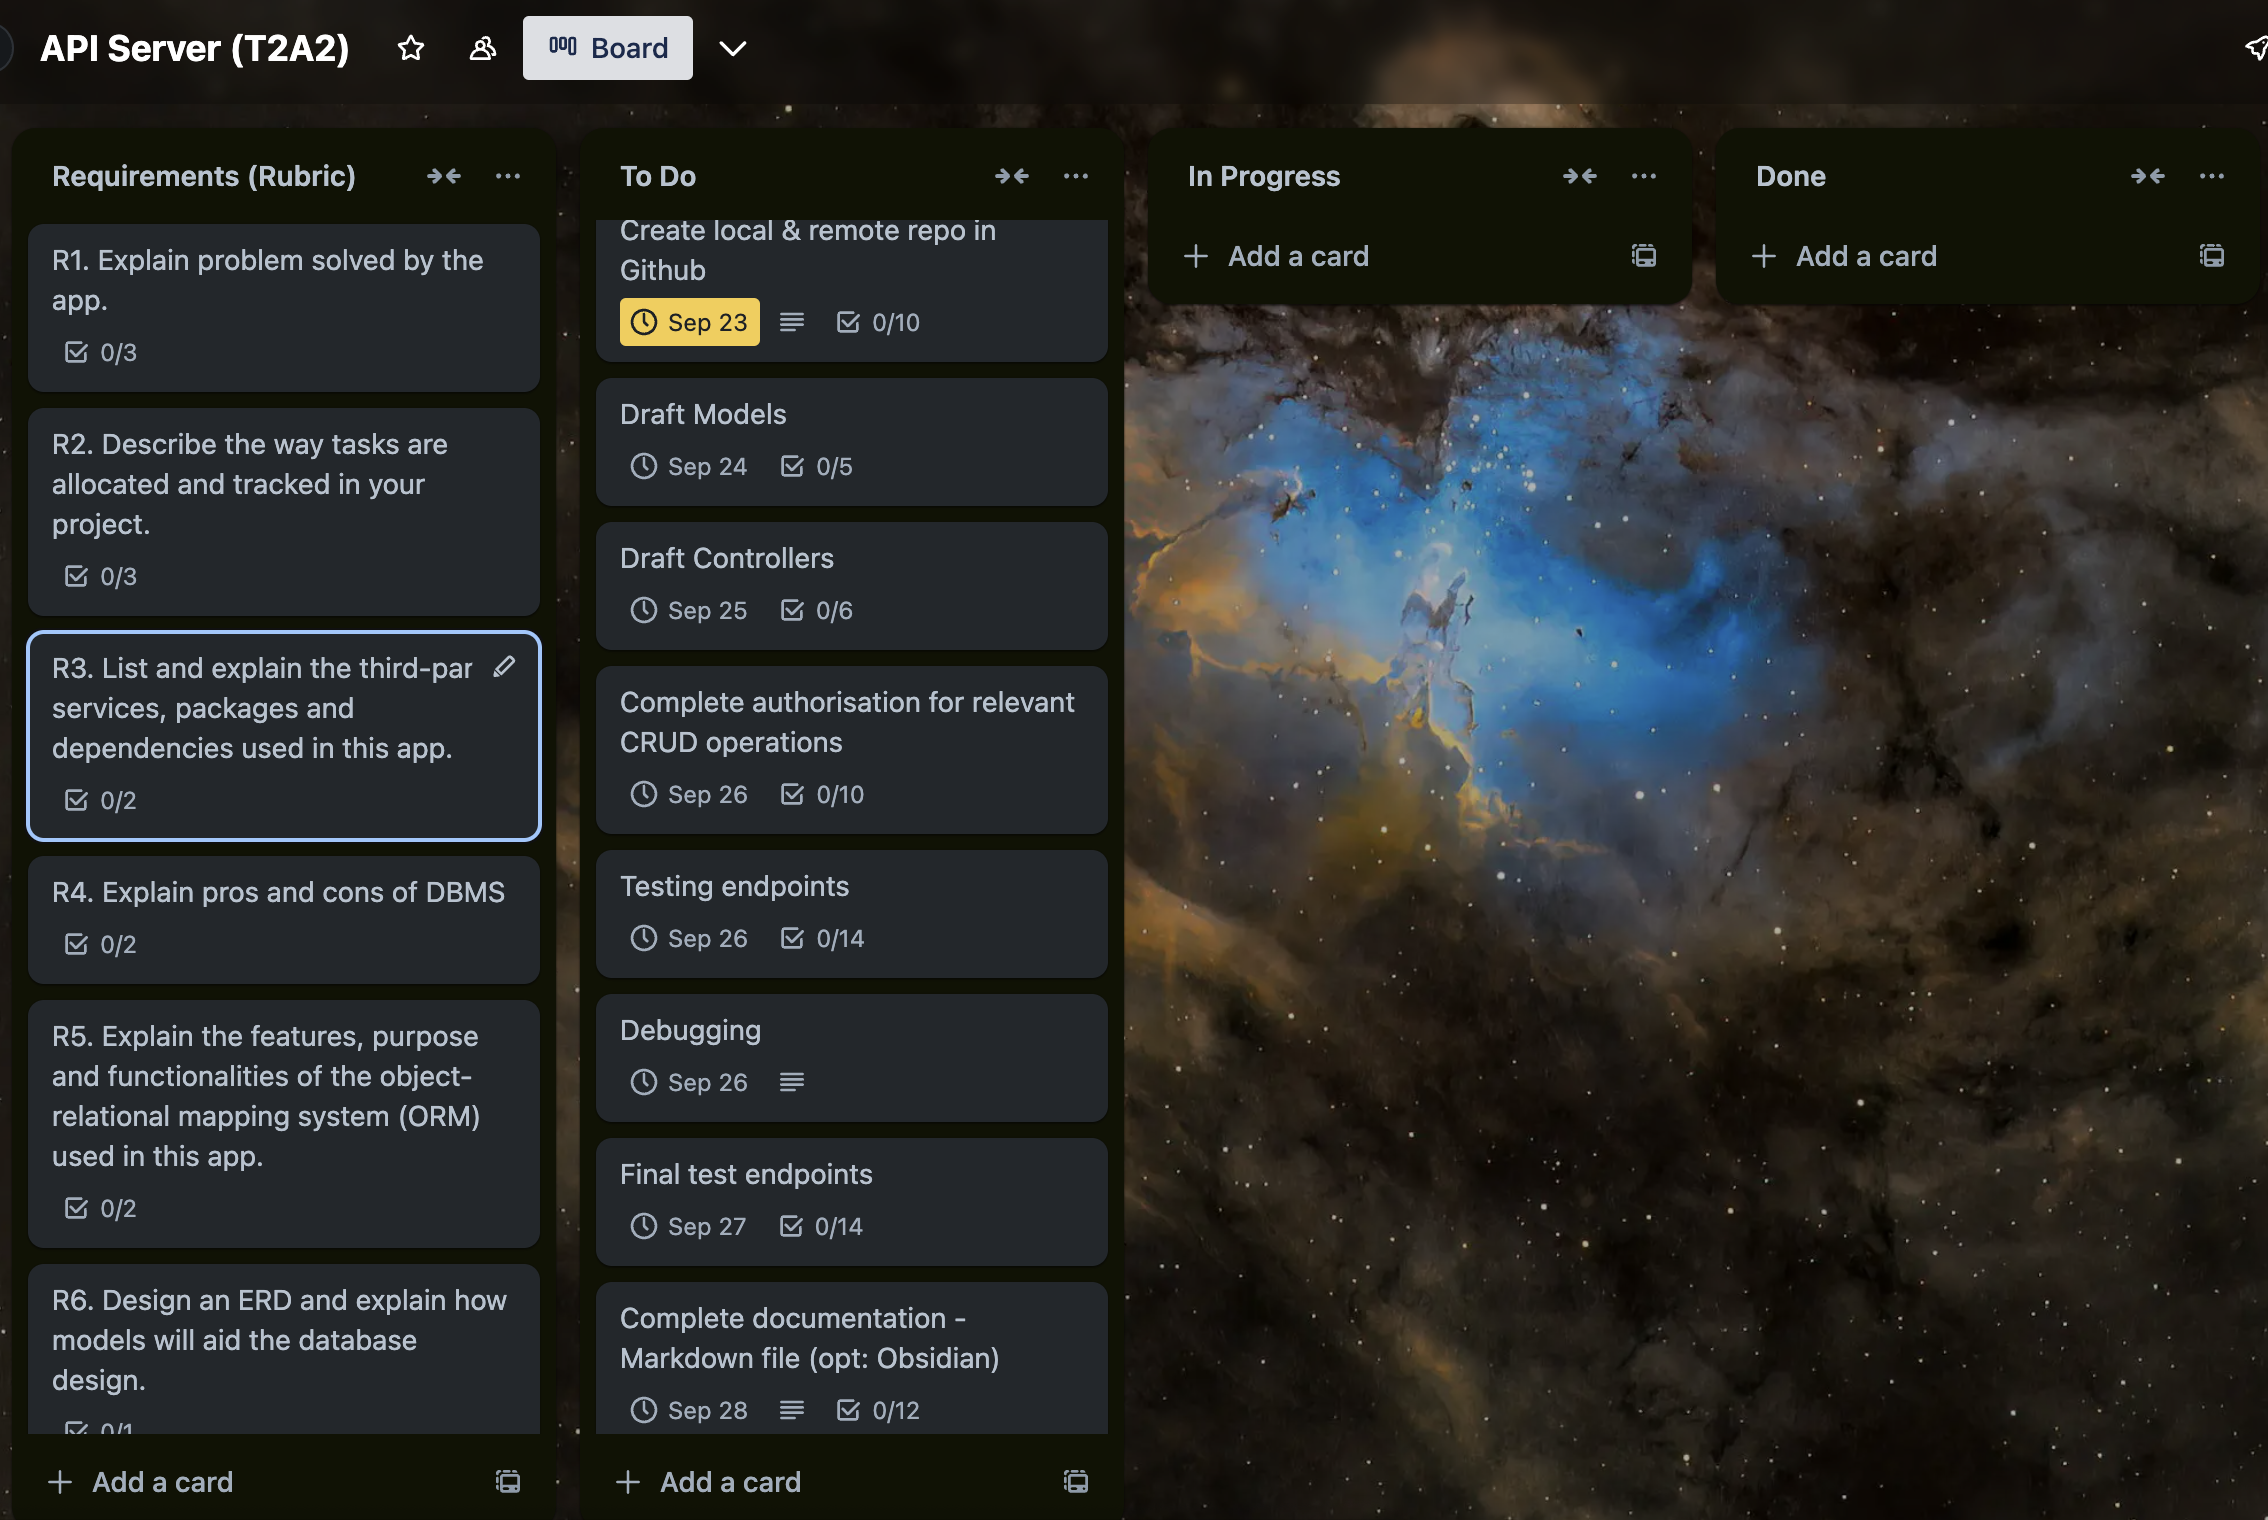 API Server (T2A2)
Board
Requirements (Rubric)
R1. Explain problem solved by the
app.
0/3
R2. Describe the way tasks are
allocated and tracked in your
project.
0/3
R3. List and explain the third-par
services, packages and
dependencies used in this app.
0/2
R4. Explain pros and cons of DBMS
0/2
R5. Explain the features, purpose
and functionalities of the object-
relational mapping system (ORM)
used in this app.
0/2
R6. Design an ERD and explain how
models will aid the database
design.
0/1
Add a card
To Do
Create local & remote repo in
Github
Sep 23 0/10
Draft Models
Sep 24 0/5
Draft Controllers
Sep 25 0/6
Complete authorisation for relevant
CRUD operations
Sep 26 0/10
Testing endpoints
Sep 26 0/14
Debugging
Sep 26
Final test endpoints
Sep 27 0/14
Complete documentation -
Markdown file (opt: Obsidian)
Sep 28 0/12
Add a card
In Progress
Add a card
Done
Add a card